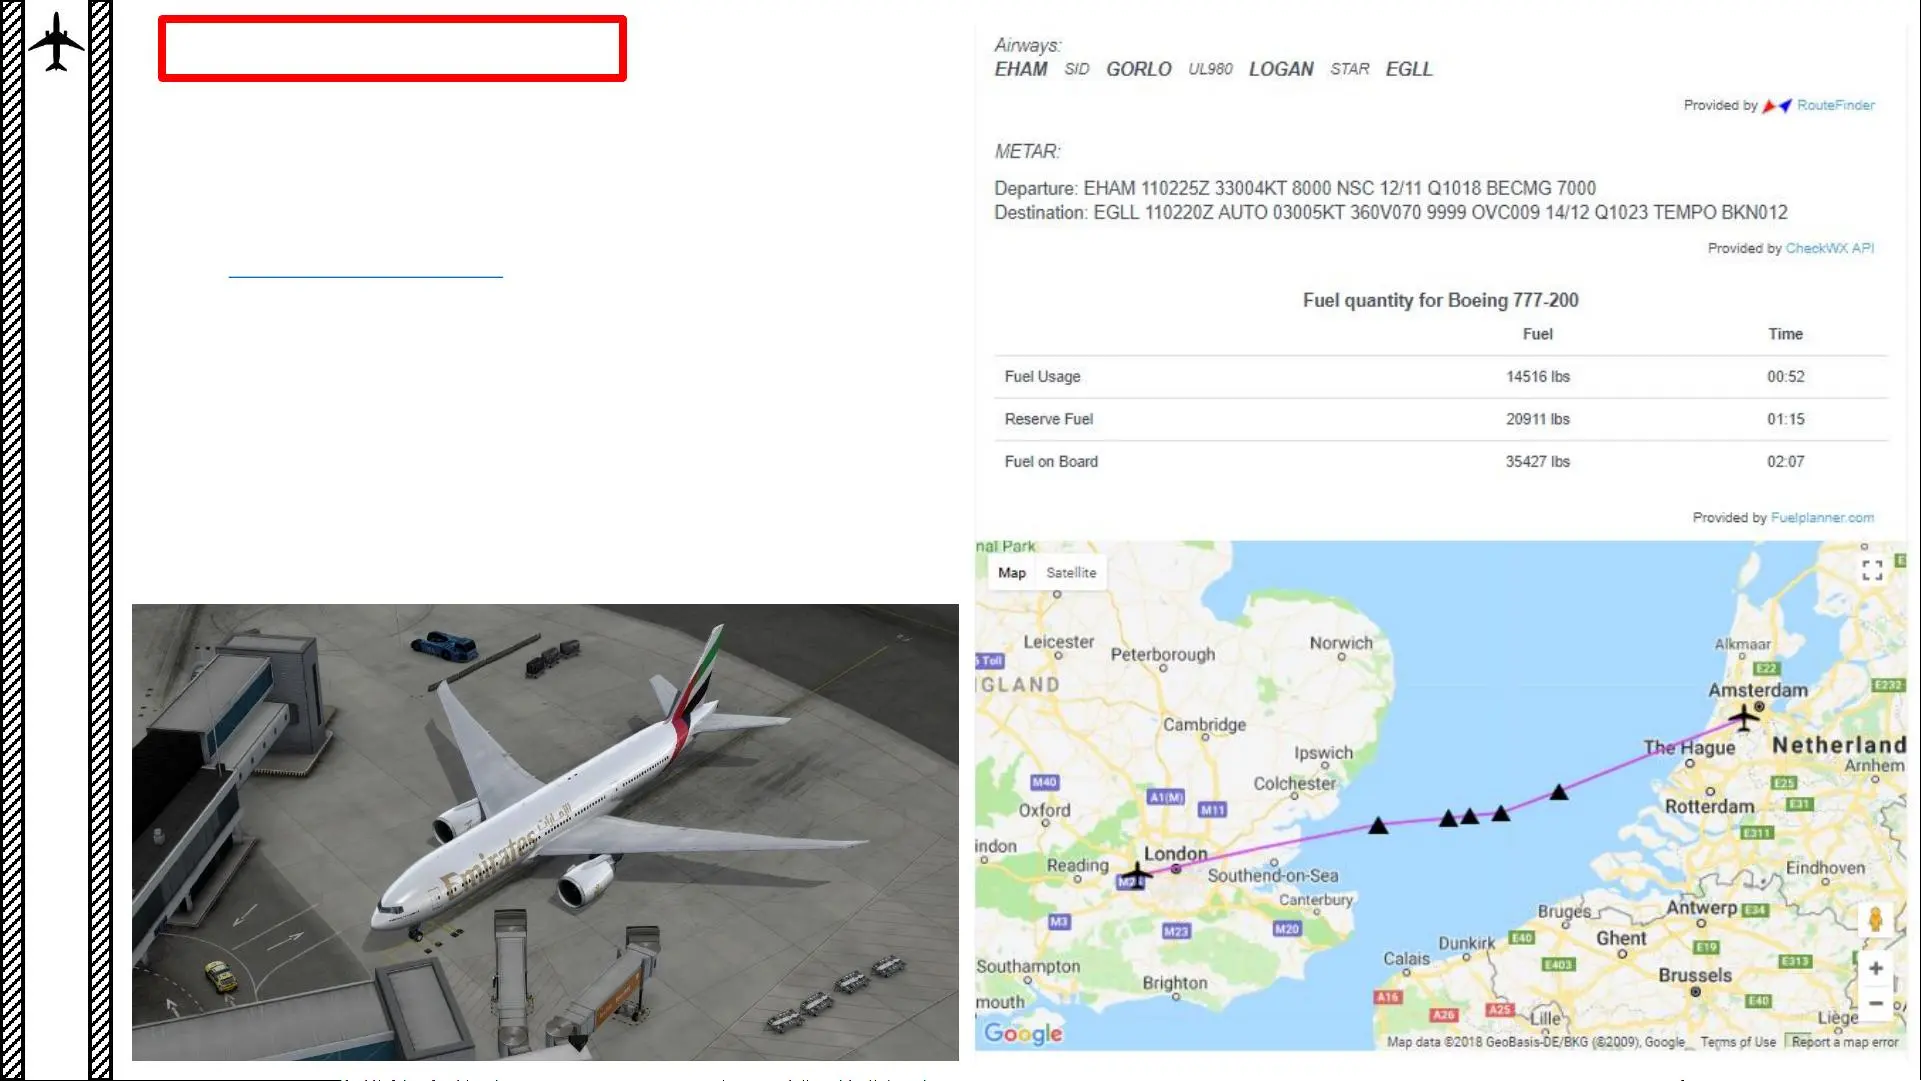 Airways:
EHAM SID GORLO UL980 LOGAN STAR EGLL
Provided by RouteFinder
METAR:
Departure: EHAM 110225Z 33004KT 8000 NSC 12/11 Q1018 BECMG 7000
Destination: EGLL 110220Z AUTO 03005KT 360V070 9999 OVC009 14/12 Q1023 TEMPO BKN012
Provided by CheckWX API
Fuel quantity for Boeing 777-200
Fuel Time
Fuel Usage 14516 lbs 00:52
Reserve Fuel 20911 lbs 01:15
Fuel on Board 35427 lbs 02:07
Provided by Fuelplanner.com
nal Park
Map Satellite
Leicester
Peterborough
Norwich
Alkmaar
Toll
E22
E232
GLAND
Amsterdam
Cambridge
Ipswich
The Hague
Netherland
Arnhem
M40
Colchester
E25
A1(M)
M11
Oxford
Rotterdam
E31
E311
indon
London
Reading
Southend-on-Sea
Eindhoven
Canterbury
M3
M23
M20
Bruges
Antwerp
E34
Dunkirk
E40
Ghent
E19
Calais
E403
E313
Southampton
Brighton
Brussels
mouth
A16
A26
A25
E40
Lille
Liège
Google
Map data ©2018 GeoBasis-DE/BKG (©2009), Google Terms of Use Report a map error
Emirates